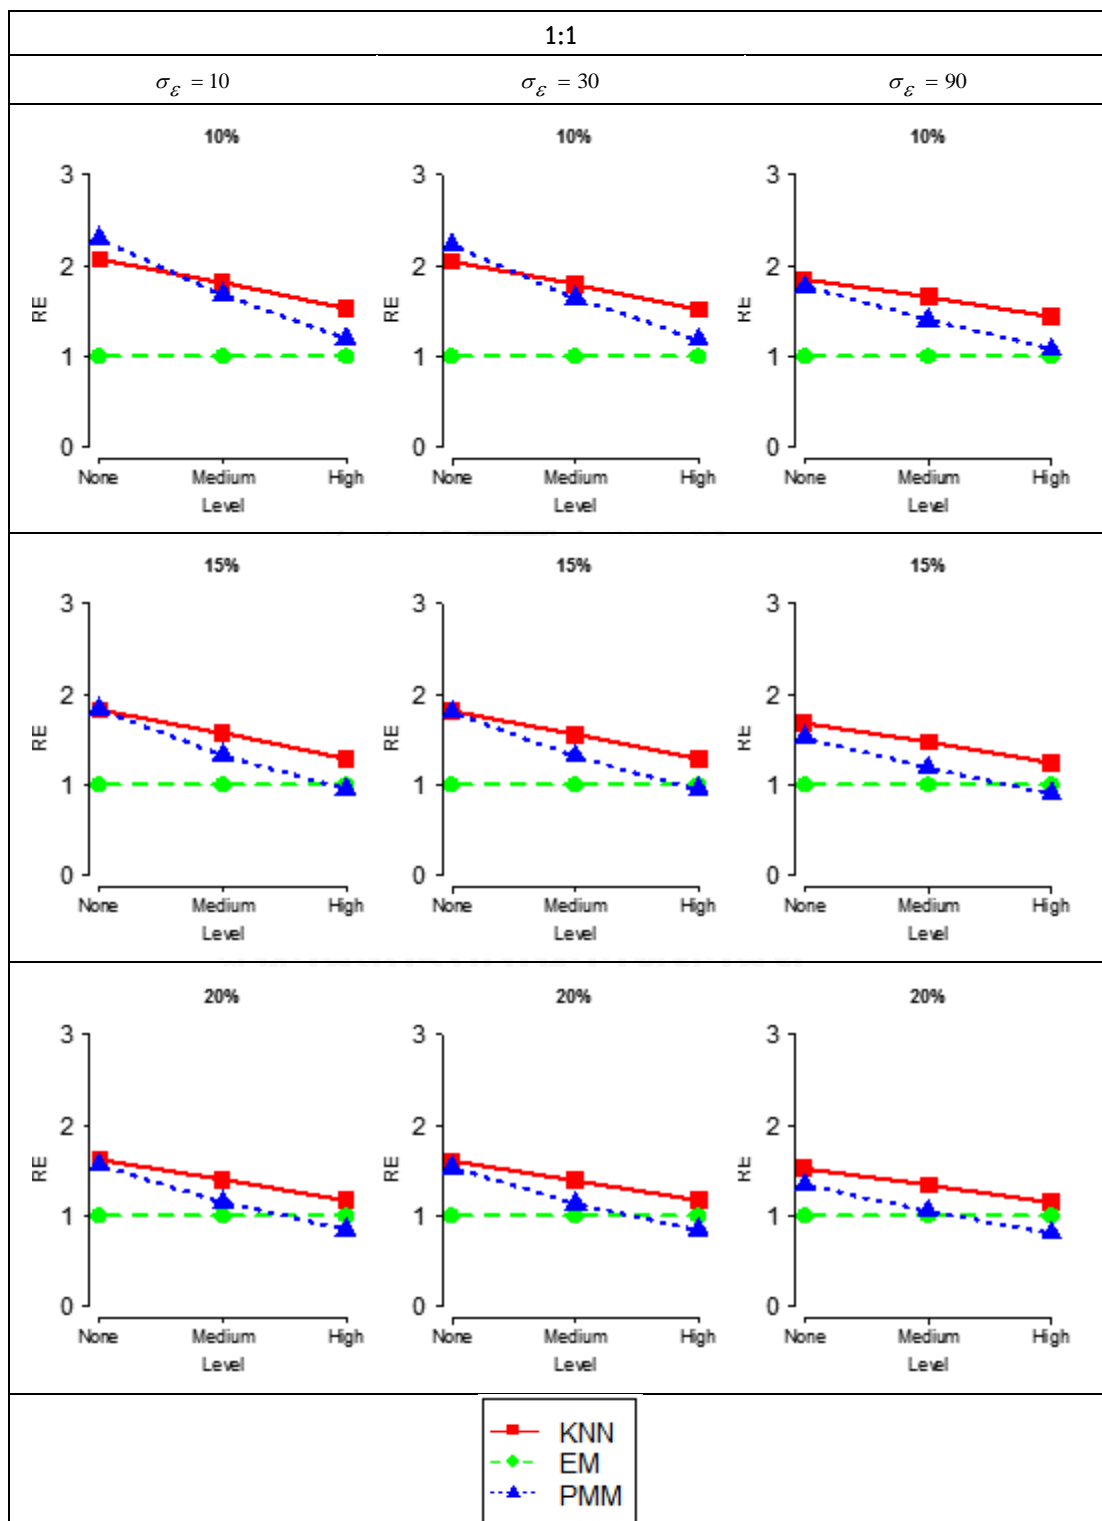 1:1
σ_ε = 10 σ_ε = 30 σ_ε = 90
10% 10% 10%
3 3 3
2 2 2
RE RE RE
1 1 1
0 0 0
None Medium High None Medium High None Medium High
Level Level Level
15% 15% 15%
3 3 3
2 2 2
RE RE RE
1 1 1
0 0 0
None Medium High None Medium High None Medium High
Level Level Level
20% 20% 20%
3 3 3
2 2 2
RE RE RE
1 1 1
0 0 0
None Medium High None Medium High None Medium High
Level Level Level
KNN
EM
PMM